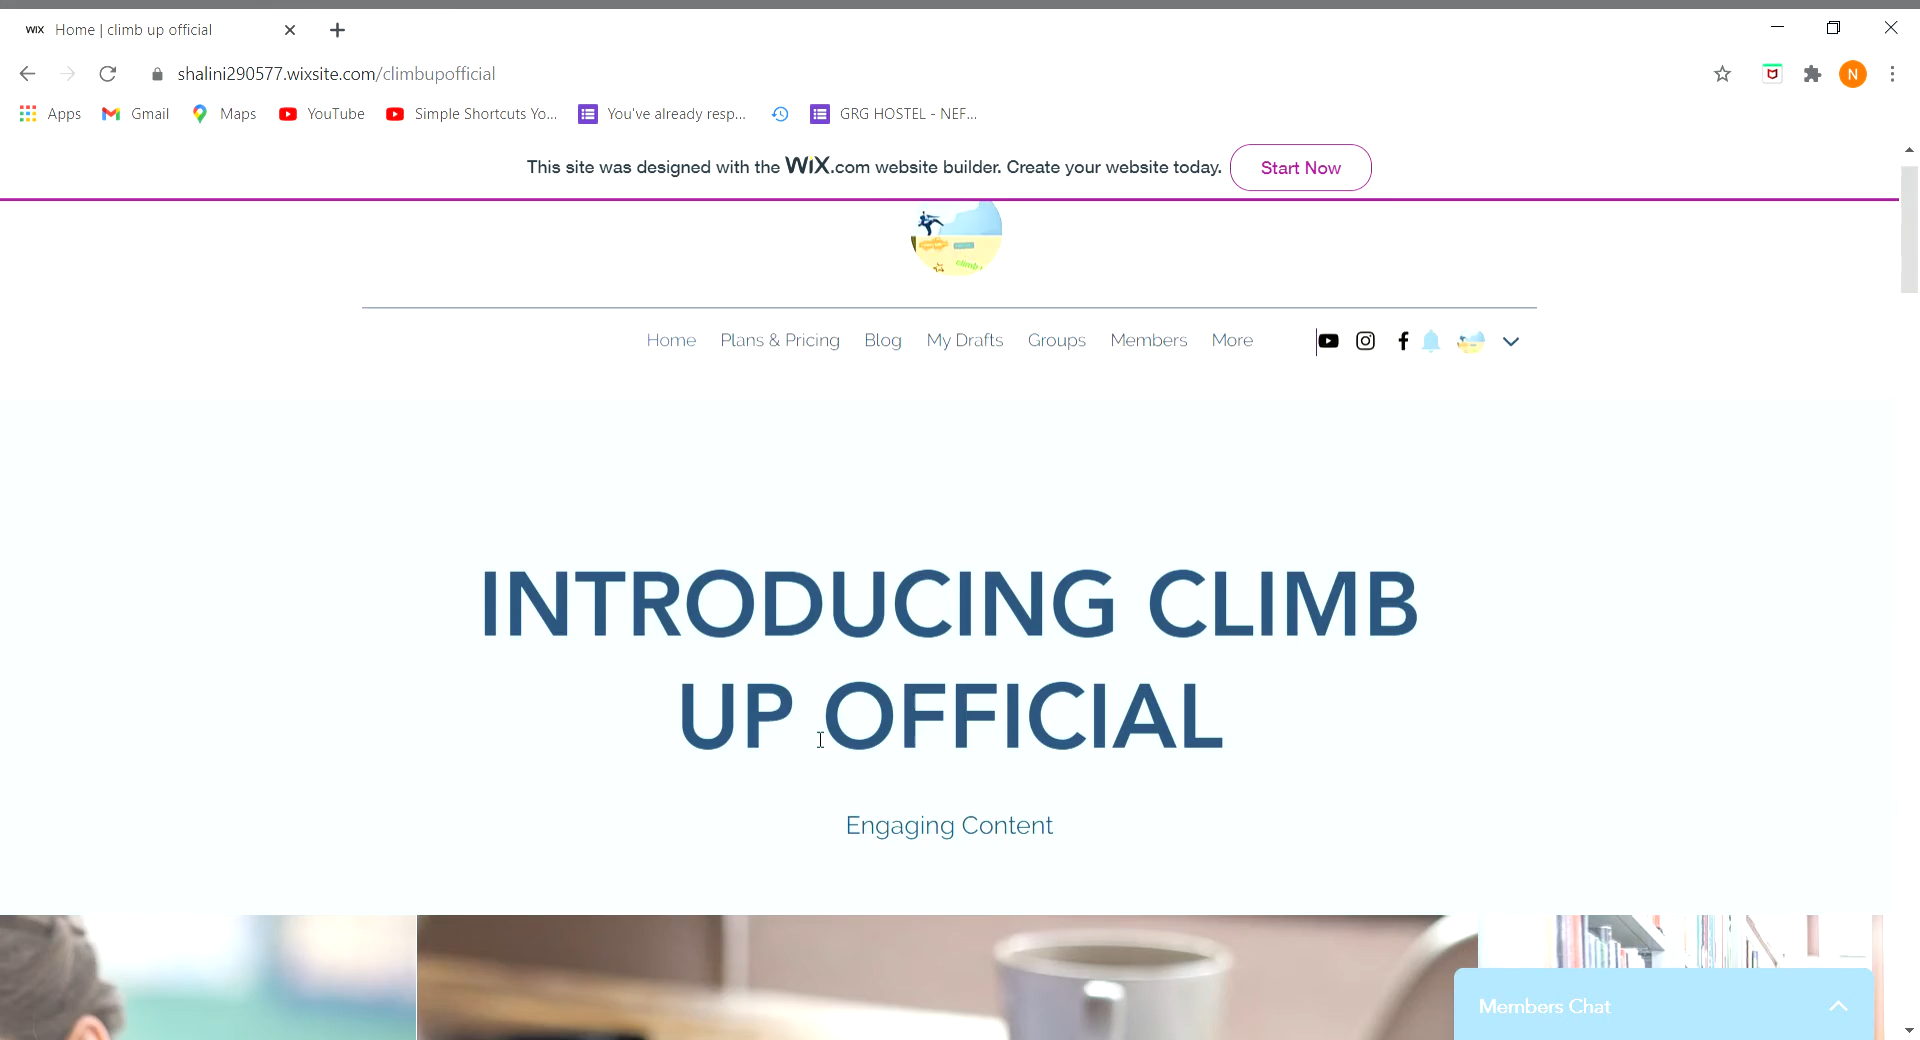 WIX Home | climb up official
shalini290577.wixsite.com/climbupofficial
Apps Gmail Maps YouTube Simple Shortcuts Yo... You've already resp... GRG HOSTEL - NEF...
N
This site was designed with the WiX.com website builder. Create your website today. Start Now
Home Plans & Pricing Blog My Drafts Groups Members More
INTRODUCING CLIMB
UP OFFICIAL
Engaging Content
Members Chat